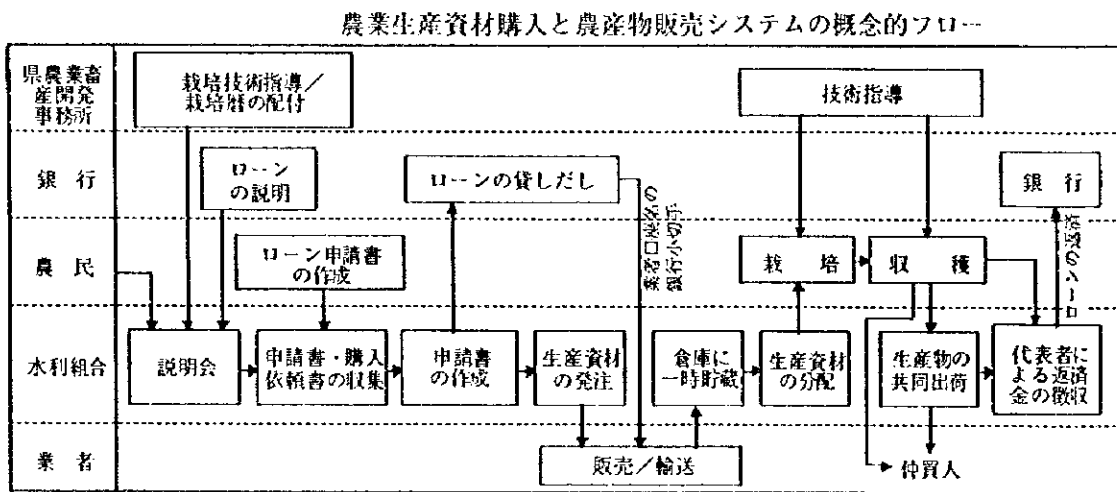 農業生産資材購入と農産物販売システムの概念的フロー
県農業畜
産開発
事務所
栽培技術指導／
栽培暦の配付
技術指導
銀行
ローン
の説明
ローンの貸しだし
業者口座名の
銀行小切手
銀行
ローンの返済
農民
ローン申請書
の作成
栽培
収穫
水利組合
説明会
申請書・購入
依頼書の収集
申請書
の作成
生産資材
の発注
倉庫に
一時貯蔵
生産資材
の分配
生産物の
共同出荷
代表者に
よる返済
金の徴収
業者
販売／輸送
仲買人